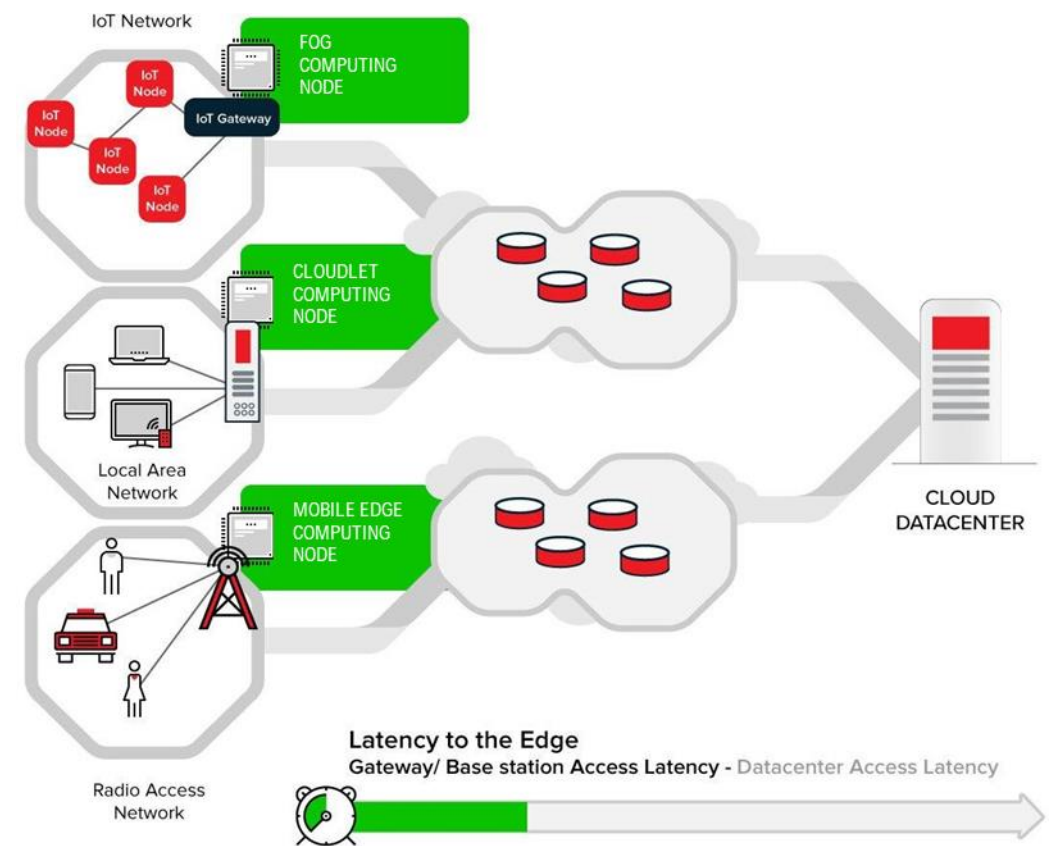 IoT Network
FOG
COMPUTING
NODE
IoT
Node
IoT
Node
IoT Gateway
IoT
Node
IoT
Node
CLOUDLET
COMPUTING
NODE
Local Area
Network
CLOUD
DATACENTER
MOBILE EDGE
COMPUTING
NODE
Radio Access
Network
Latency to the Edge
Gateway/ Base station Access Latency - Datacenter Access Latency